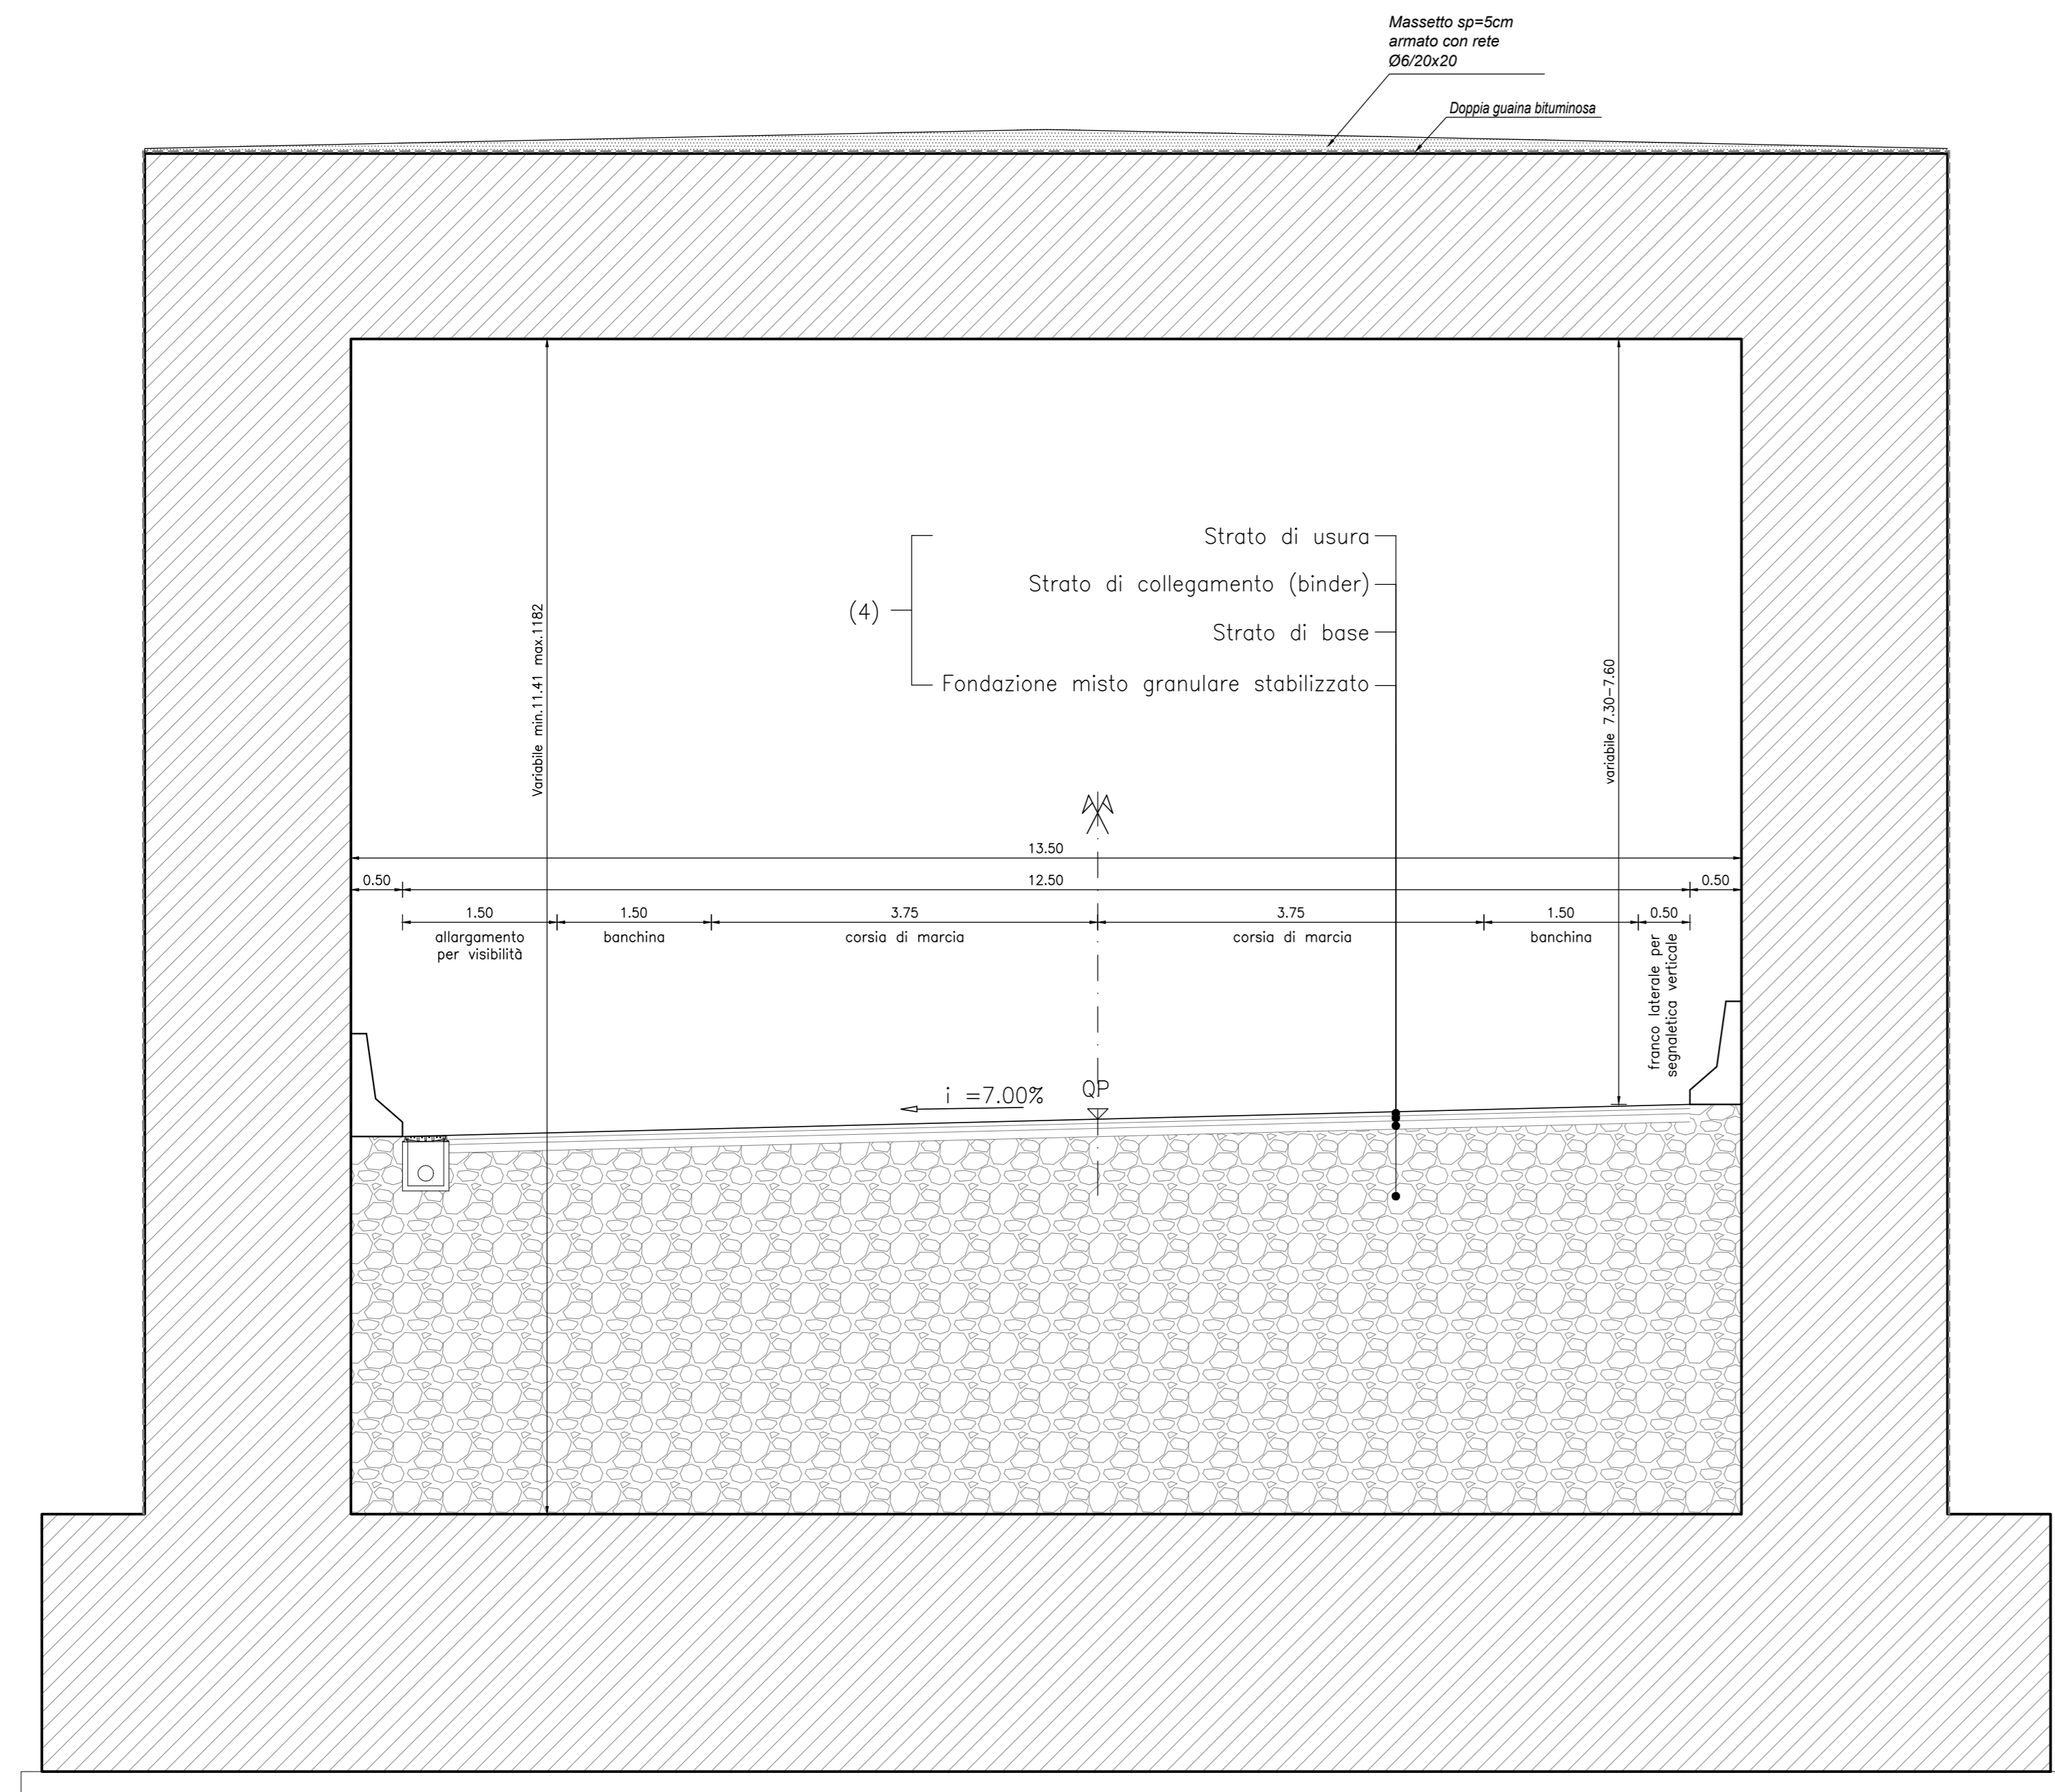 Massetto sp=5cm
armato con rete
Ø6/20x20
Doppia guaina bituminosa
Strato di usura
Strato di collegamento (binder)
(4)
Strato di base
Fondazione misto granulare stabilizzato
Variabile min.11.41 max.1182
variabile 7.30-7.60
13.50
0.50
12.50
0.50
1.50
1.50
3.75
3.75
1.50
0.50
allargamento
per visibilità
banchina
corsia di marcia
corsia di marcia
banchina
franco laterale per
segnaletica verticale
i =7.00%
QP